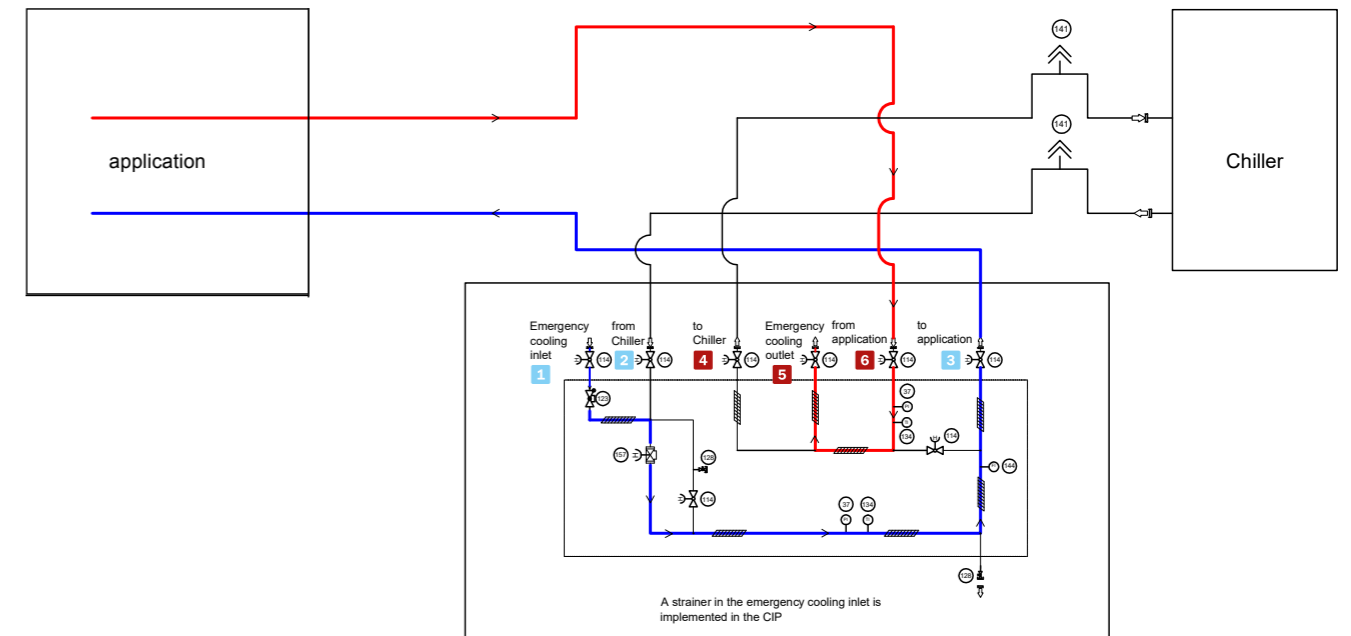 141
141
application
Chiller
Emergency
cooling
inlet
1
from
Chiller
2
to
Chiller
4
Emergency
cooling
outlet
5
from
application
6
to
application
3
114
114
114
114
114
114
123
37
134
114
157
128
114
37
134
144
128
A strainer in the emergency cooling inlet is
implemented in the CIP